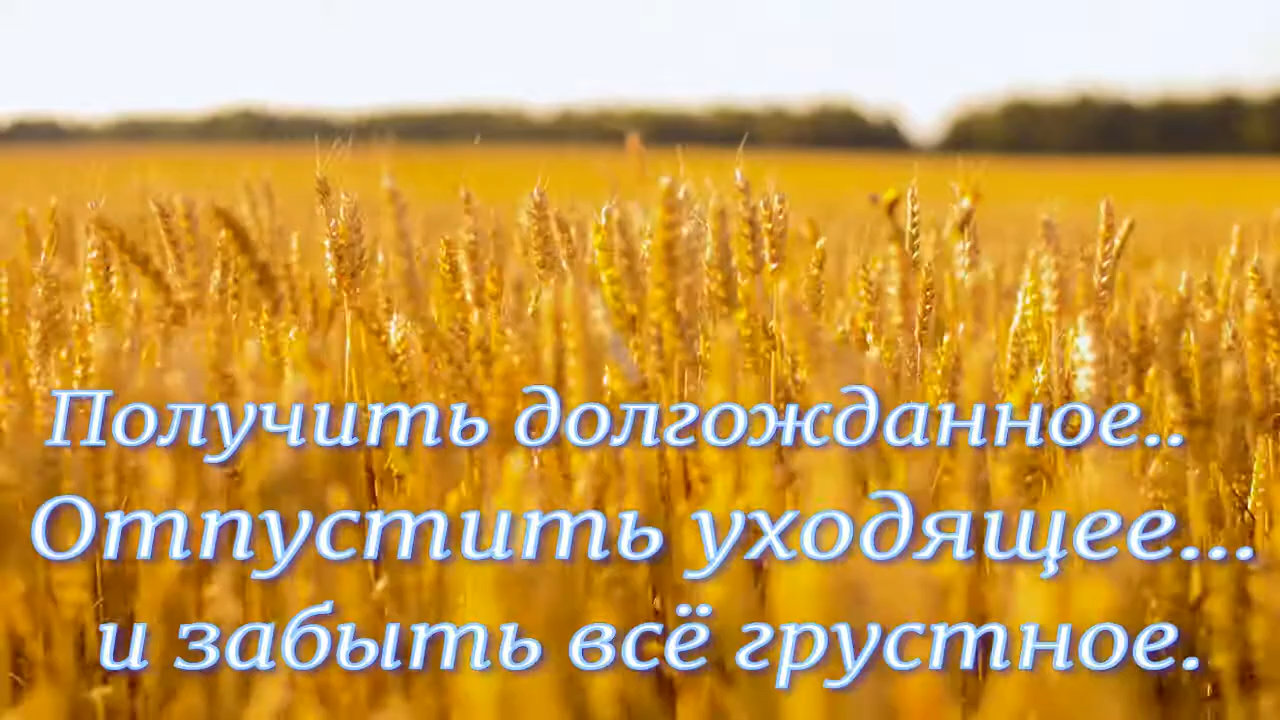 Получить долгожданное..
Отпустить уходящее...
и забыть всё грустное.